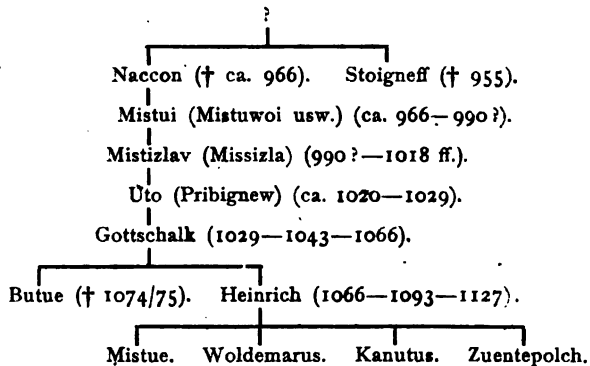 ?
Naccon († ca. 966). Stoigneff († 955).
Mistui (Mistuwoi usw.) (ca. 966—990?).
Mistizlav (Missizla) (990?—1018 ff.).
Uto (Pribignew) (ca. 1020—1029).
Gottschalk (1029—1043—1066).
Butue († 1074/75). Heinrich (1066—1093—1127).
Mistue. Woldemarus. Kanutus. Zuentepolch.